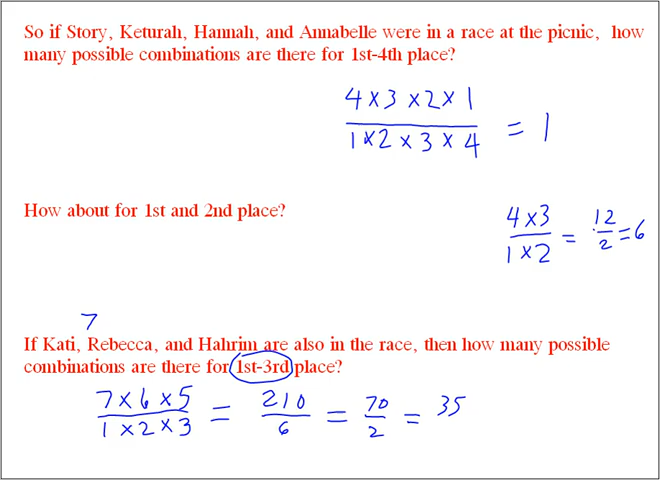 So if Story, Keturah, Hannah, and Annabelle were in a race at the picnic, how
many possible combinations are there for 1st-4th place?
4 x 3 x 2 x 1
1 x 2 x 3 x 4
= 1
How about for 1st and 2nd place?
4 x 3
1 x 2
=
12
2
= 6
7
If Kati, Rebecca, and Hahrim are also in the race, then how many possible
combinations are there for 1st-3rd place?
7 x 6 x 5
1 x 2 x 3
=
210
6
=
70
2
= 35